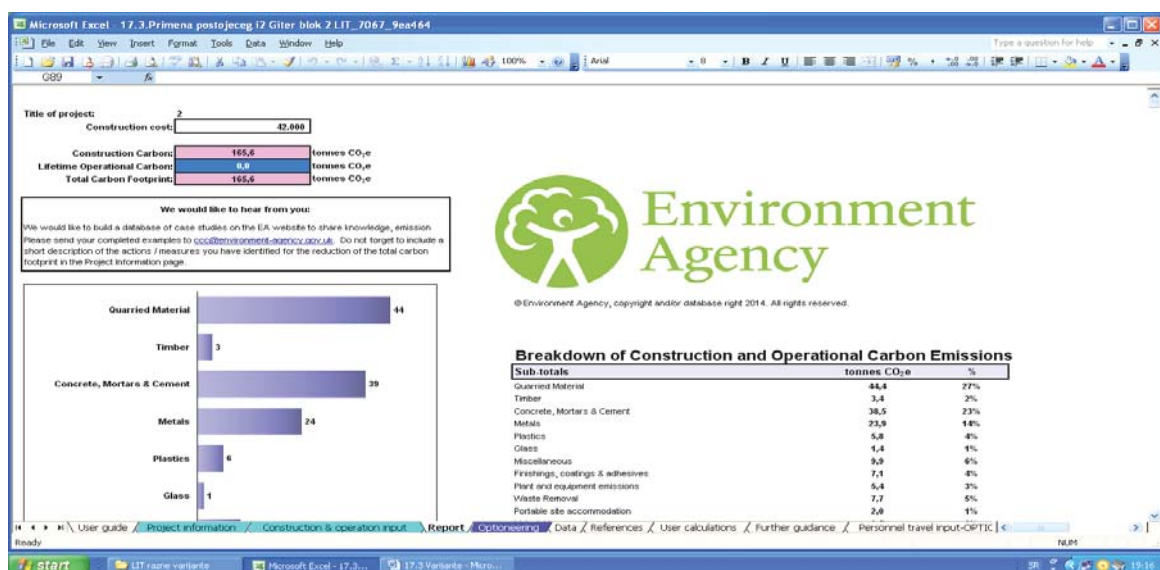 Microsoft Excel - 17.3.Primena postojeceg i2 Giter blok 2 LIT_7067_9ea464
File Edit View Insert Format Tools Data Window Help
Type a question for help
100%
Arial
8
B I U
G89
fx
Title of project: 2
Construction cost: 42.000
Construction Carbon: 165,6 tonnes CO₂e
Lifetime Operational Carbon: 0,0 tonnes CO₂e
Total Carbon Footprint: 165,6 tonnes CO₂e
We would like to hear from you:
We would like to build a database of case studies on the EA website to share knowledge, emission
Please send your completed examples to ccc@environment-agency.gov.uk. Do not forget to include a
short description of the actions / measures you have identified for the reduction of the total carbon
footprint in the Project Information page.
Quarried Material 44
Timber 3
Concrete, Mortars & Cement 39
Metals 24
Plastics 6
Glass 1
Environment
Agency
© Environment Agency, copyright and/or database right 2014. All rights reserved.
Breakdown of Construction and Operational Carbon Emissions
Sub-totals tonnes CO₂e %
Quarried Material 44,4 27%
Timber 3,4 2%
Concrete, Mortars & Cement 38,5 23%
Metals 23,9 14%
Plastics 5,8 4%
Glass 1,4 1%
Miscellaneous 9,9 6%
Finishings, coatings & adhesives 7,1 4%
Plant and equipment emissions 5,4 3%
Waste Removal 7,7 5%
Portable site accommodation 2,0 1%
User guide Project information Construction & operation input Report Optioneering Data References User calculations Further guidance Personnel travel input-OPTIC
Ready
NUM
start LIT razne varijante Microsoft Excel - 17.3... 17.3 Varijante - Micro... SR 19:16